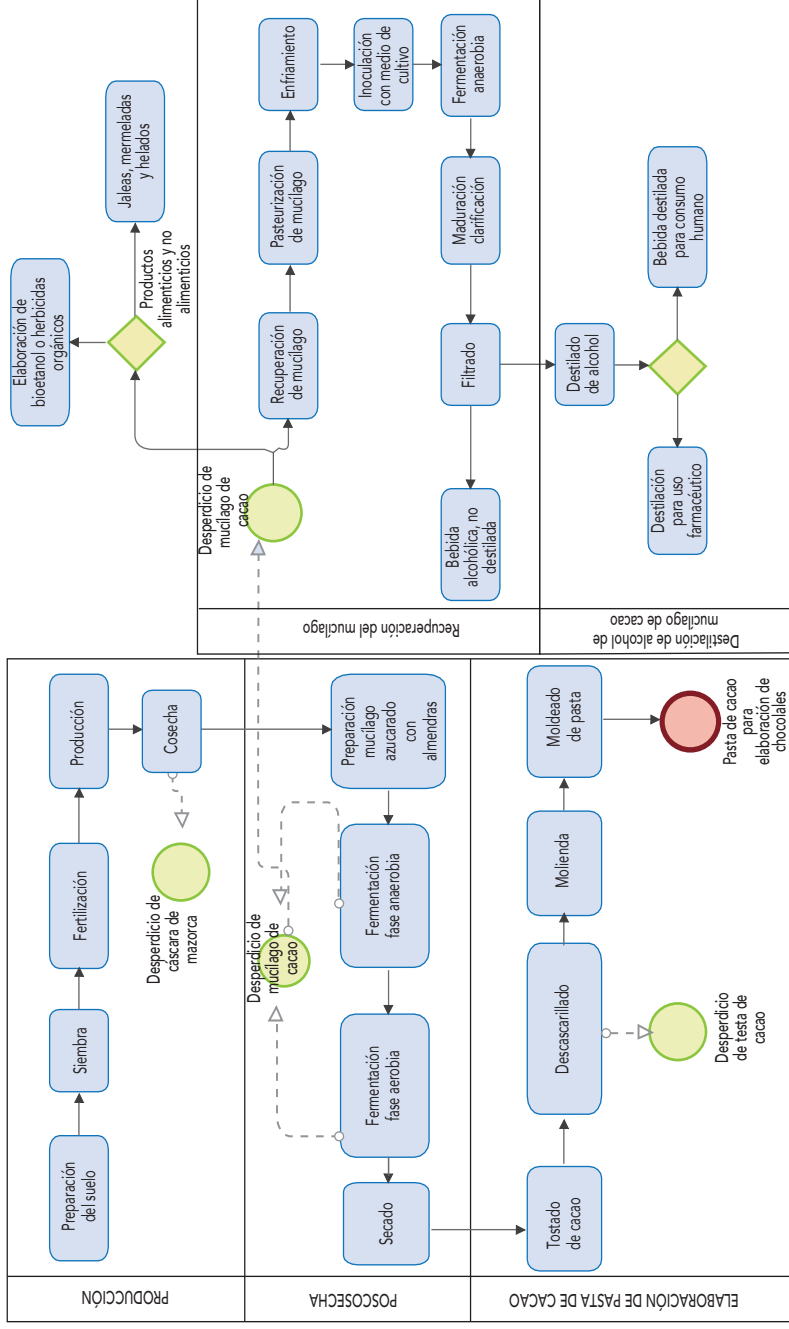 PRODUCCIÓN
Preparación
del suelo
Siembra
Fertilización
Producción
Cosecha
Desperdicio de
cáscara de
mazorca
POSCOSECHA
Preparación
mucílago
azucarado
con
almendras
Fermentación
fase anaerobia
Fermentación
fase aerobia
Secado
Desperdicio de
mucílago de
cacao
ELABORACIÓN DE PASTA DE CACAO
Tostado
de cacao
Descascarillado
Molienda
Moldeado
de pasta
Desperdicio
de testa de
cacao
Pasta de cacao
para
elaboración de
chocolales
Elaboración de
bioetanol o herbicidas
orgánicos
Jaleas, mermeladas
y helados
Productos
alimenticios y no
alimenticios
Recuperación del mucílago
Desperdicio de
mucílago de
cacao
Recuperación
de mucílago
Pasteurización
de mucílago
Enfriamiento
Inoculación
con medio de
cultivo
Fermentación
anaerobia
Maduración
clarificación
Filtrado
Bebida
alcohólica, no
destilada
Destilación de alcohol de
mucílago de cacao
Destilado
de alcohol
Destilación
para uso
farmacéutico
Bebida destilada
para consumo
humano